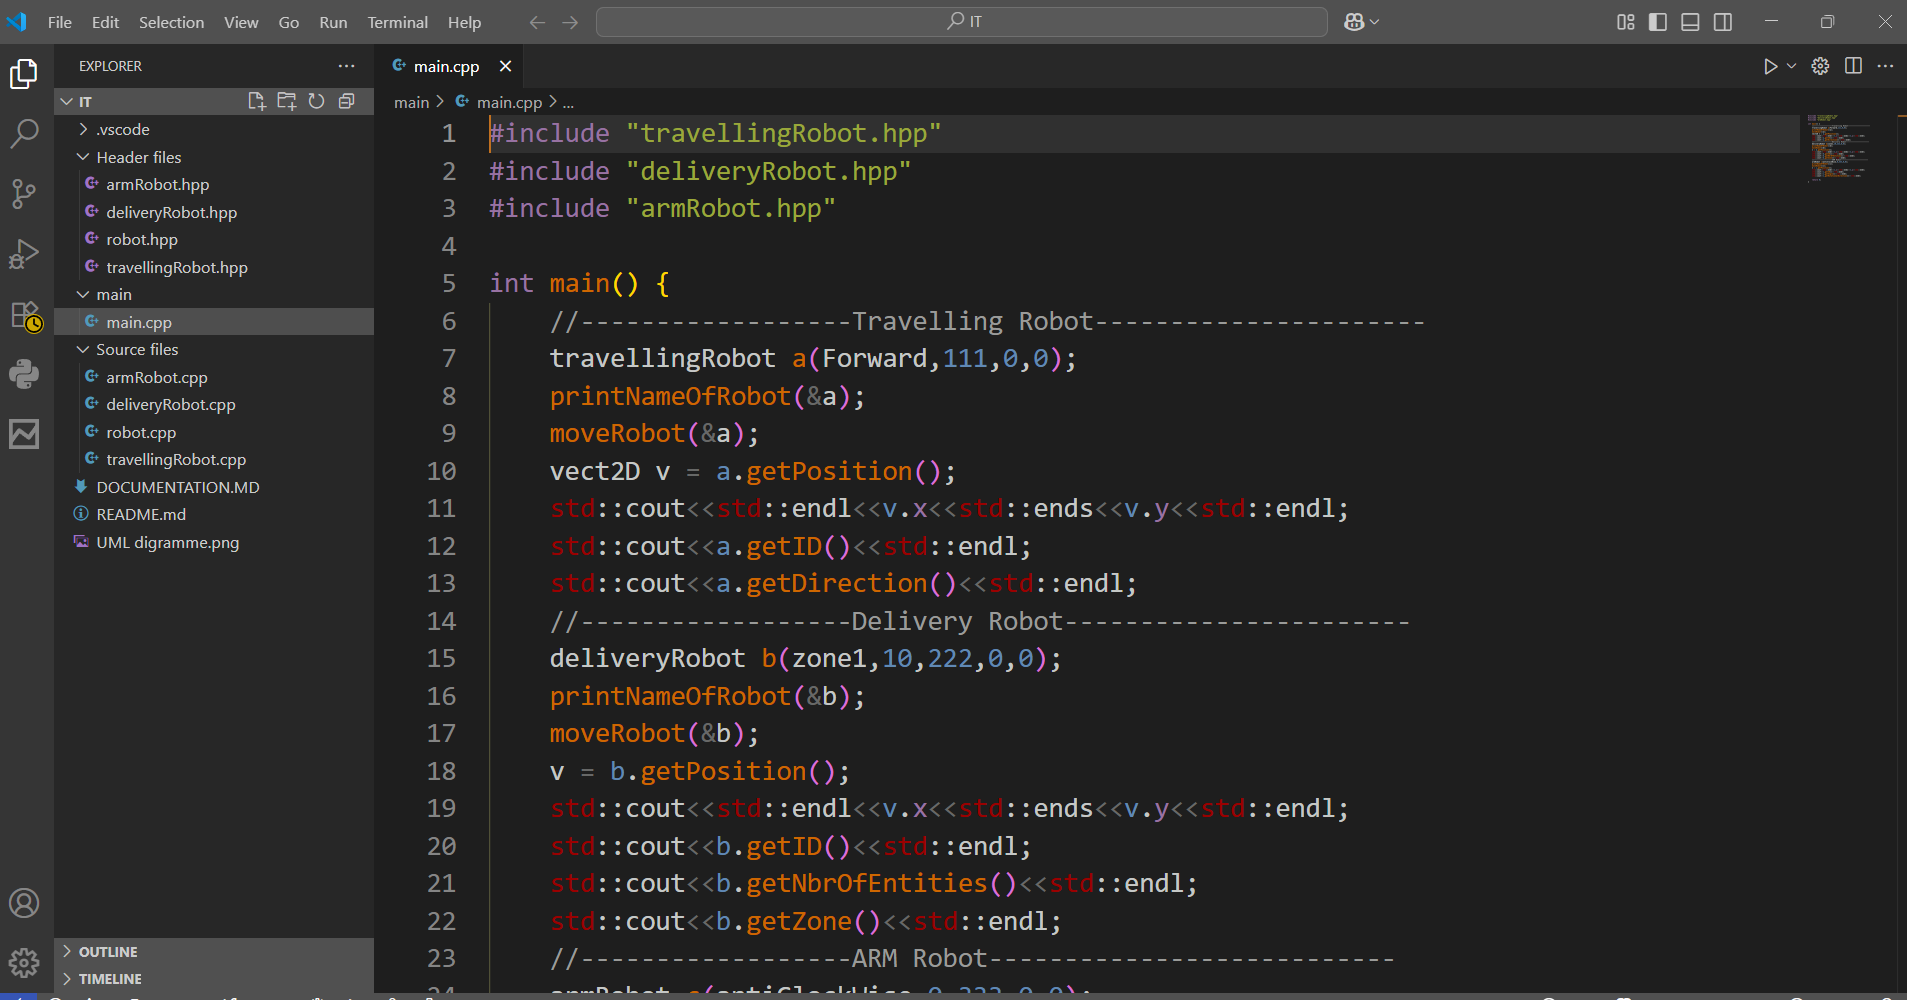 File Edit Selection View Go Run Terminal Help
IT
EXPLORER
main.cpp
IT
main > main.cpp > ...
.vscode
Header files
armRobot.hpp
deliveryRobot.hpp
robot.hpp
travellingRobot.hpp
main
main.cpp
Source files
armRobot.cpp
deliveryRobot.cpp
robot.cpp
travellingRobot.cpp
DOCUMENTATION.MD
README.md
UML digramme.png
OUTLINE
TIMELINE
1 #include "travellingRobot.hpp"
2 #include "deliveryRobot.hpp"
3 #include "armRobot.hpp"
4
5 int main() {
6 //------------------Travelling Robot----------------------
7 travellingRobot a(Forward,111,0,0);
8 printNameOfRobot(&a);
9 moveRobot(&a);
10 vect2D v = a.getPosition();
11 std::cout<<std::endl<<v.x<<std::ends<<v.y<<std::endl;
12 std::cout<<a.getID()<<std::endl;
13 std::cout<<a.getDirection()<<std::endl;
14 //------------------Delivery Robot-----------------------
15 deliveryRobot b(zone1,10,222,0,0);
16 printNameOfRobot(&b);
17 moveRobot(&b);
18 v = b.getPosition();
19 std::cout<<std::endl<<v.x<<std::ends<<v.y<<std::endl;
20 std::cout<<b.getID()<<std::endl;
21 std::cout<<b.getNbrOfEntities()<<std::endl;
22 std::cout<<b.getZone()<<std::endl;
23 //------------------ARM Robot---------------------------
24 armRobot c(antiClockWise,0,333,0,0);